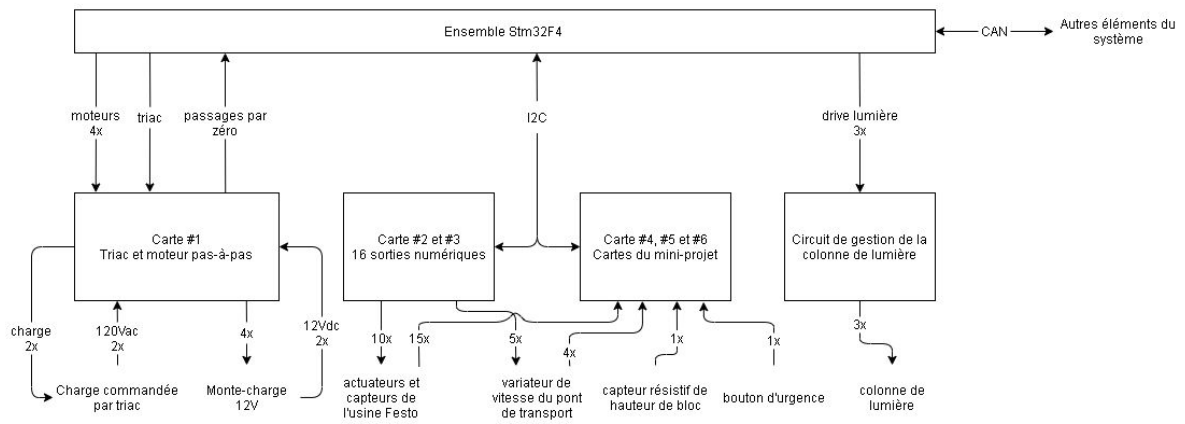 Ensemble Stm32F4
CAN
Autres éléments du
système
moteurs
4x
triac
passages par
zéro
I2C
drive lumière
3x
Carte #1
Triac et moteur pas-à-pas
Carte #2 et #3
16 sorties numériques
Carte #4, #5 et #6
Cartes du mini-projet
Circuit de gestion de la
colonne de lumière
charge
2x
120Vac
2x
4x
12Vdc
2x
10x
15x
5x
4x
1x
1x
3x
Charge commandée
par triac
Monte-charge
12V
actuateurs et
capteurs de
l'usine Festo
variateur de
vitesse du pont
de transport
capteur résistif de
hauteur de bloc
bouton d'urgence
colonne de
lumière